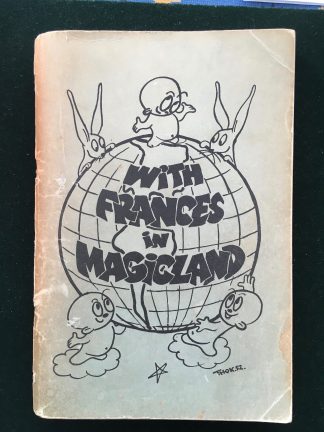 WITH
FRANCES
in
MAGICLAND